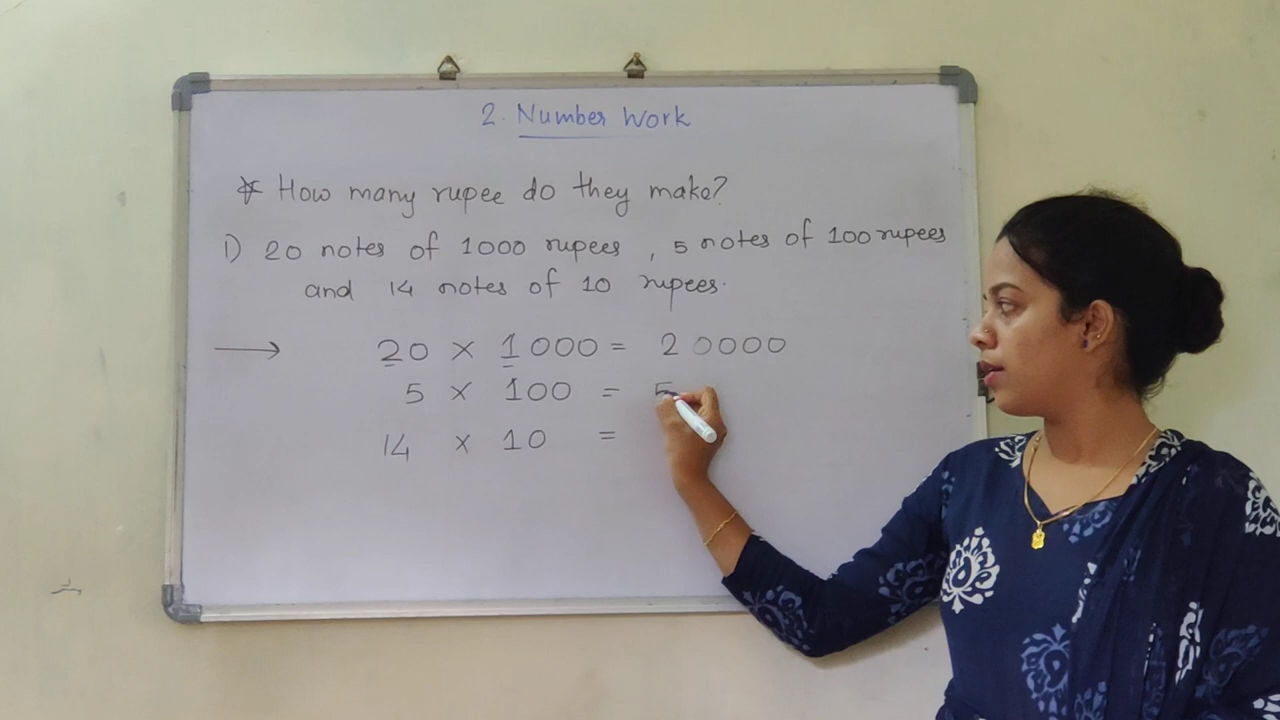 2. Number Work
* How many rupee do they make?
1) 20 notes of 1000 rupees , 5 notes of 100 rupees
and 14 notes of 10 rupees.
→ 20 × 1000 = 20000
5 × 100 = 5
14 × 10 =